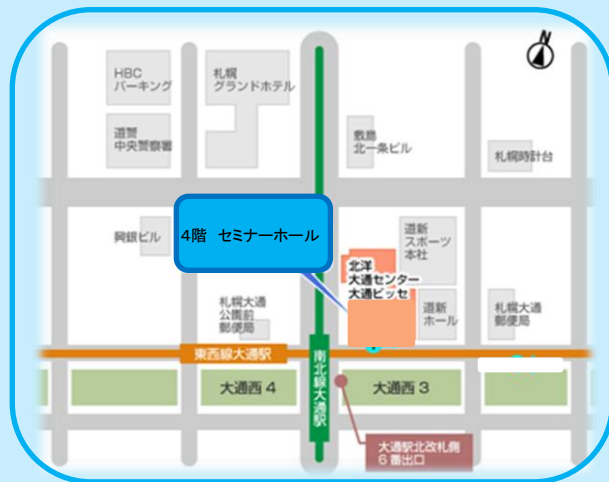 N
HBC
パーキング
札幌
グランドホテル
道警
中央警察署
敷島
北一条ビル
札幌時計台
4階 セミナーホール
興銀ビル
道新
スポーツ
本社
北洋
大通センター
大通ビッセ
札幌大通
公園前
郵便局
道新
ホール
札幌大通
郵便局
東西線大通駅
南北線大通駅
大通西 4
大通西 3
大通駅北改札側
6 番出口